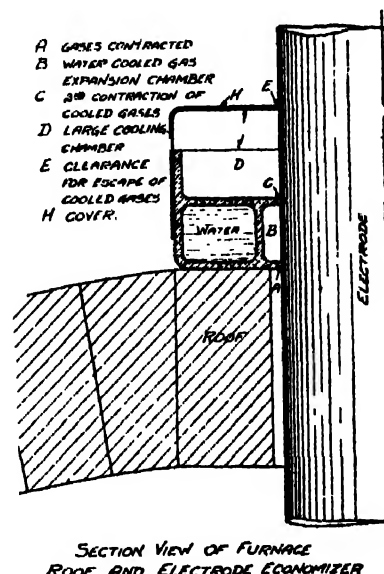 A GASES CONTRACTED
B WATER COOLED GAS
EXPANSION CHAMBER
C 2ND CONTRACTION OF
COOLED GASES
D LARGE COOLING
CHAMBER
E CLEARANCE
FOR ESCAPE OF
COOLED GASES
H COVER.
H
E
D
C
WATER
B
A
ROOF
ELECTRODE
SECTION VIEW OF FURNACE
ROOF AND ELECTRODE ECONOMIZER